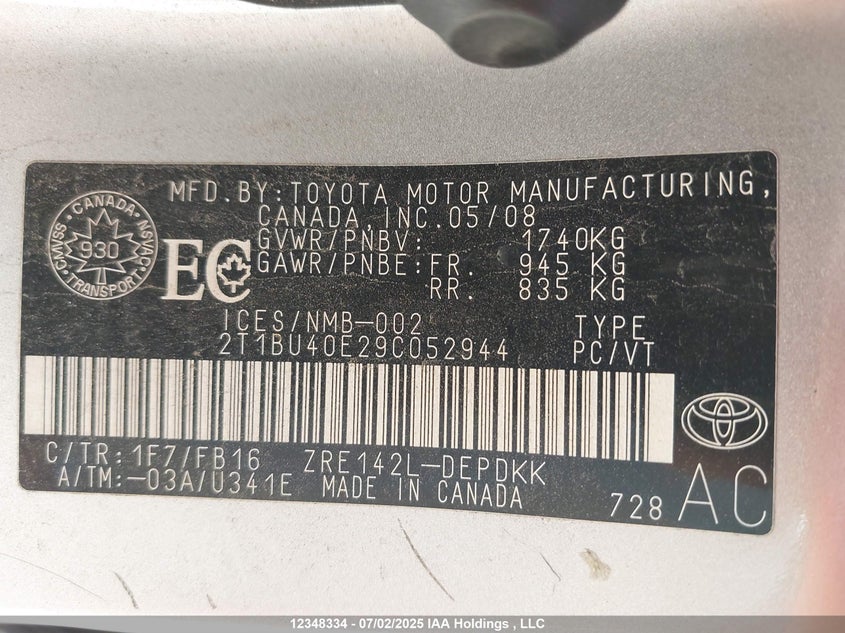 MFD.BY:TOYOTA MOTOR MANUFACTURING,
CANADA,INC.05/08
GVWR/PNBV: 1740KG
GAWR/PNBE:FR. 945 KG
RR. 835 KG
CANADA
CMVSS NSVAC
930
TRANSPORT
EC
ICES/NMB-002 TYPE
2T1BU40E29C052944 PC/VT
C/TR:1F7/FB16 ZRE142L-DEPDKK
A/TM:-03A/U341E MADE IN CANADA
728 AC
12348334 - 07/02/2025 IAA Holdings , LLC